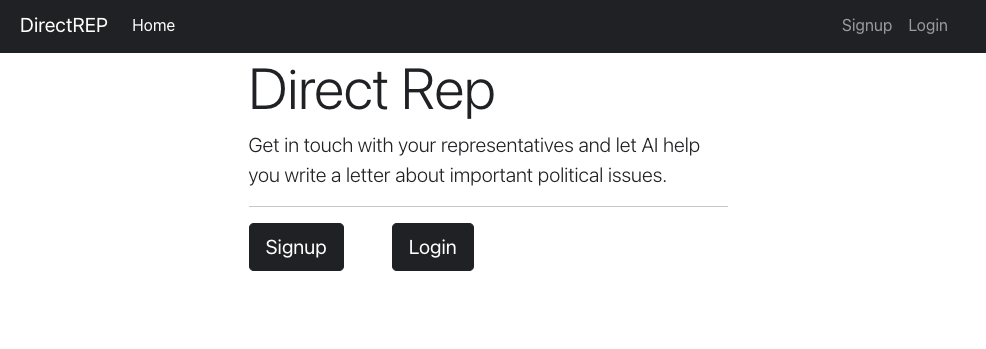 DirectREP Home Signup Login
Direct Rep
Get in touch with your representatives and let AI help
you write a letter about important political issues.
Signup Login